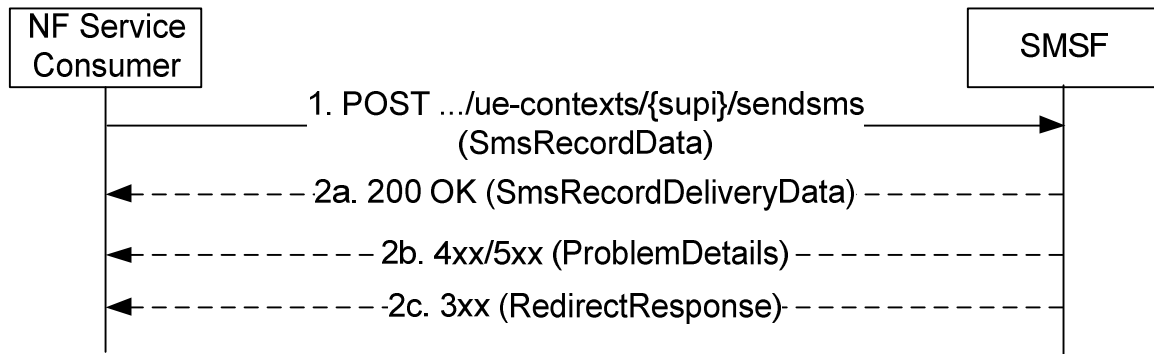 NF Service
Consumer
SMSF
1. POST .../ue-contexts/{supi}/sendsms
(SmsRecordData)
2a. 200 OK (SmsRecordDeliveryData)
2b. 4xx/5xx (ProblemDetails)
2c. 3xx (RedirectResponse)